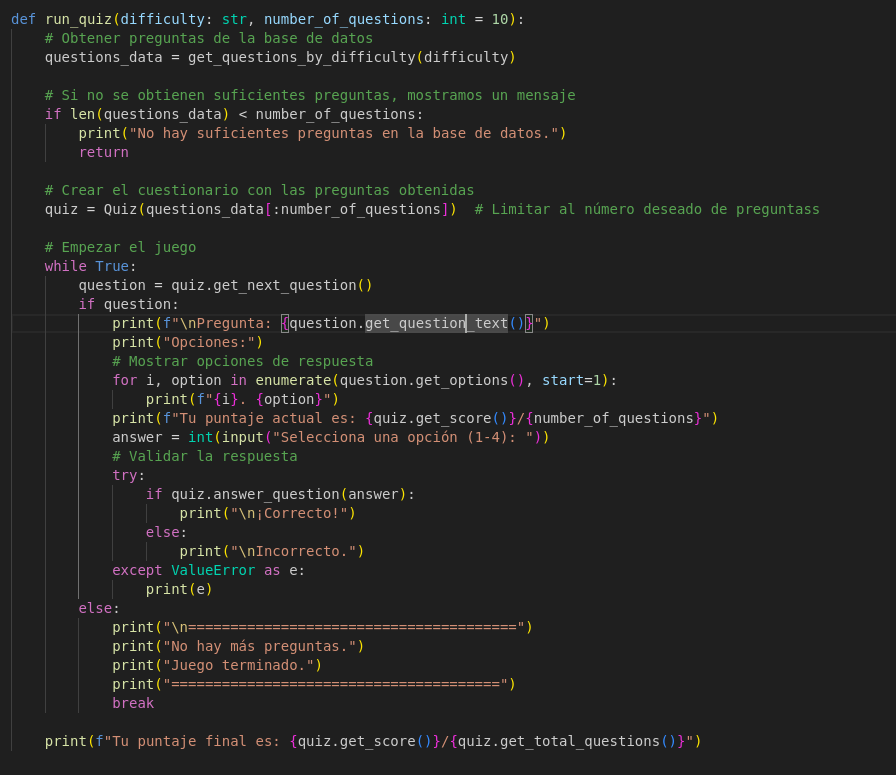 def run_quiz(difficulty: str, number_of_questions: int = 10):
    # Obtener preguntas de la base de datos
    questions_data = get_questions_by_difficulty(difficulty)

    # Si no se obtienen suficientes preguntas, mostramos un mensaje
    if len(questions_data) < number_of_questions:
        print("No hay suficientes preguntas en la base de datos.")
        return

    # Crear el cuestionario con las preguntas obtenidas
    quiz = Quiz(questions_data[:number_of_questions])  # Limitar al número deseado de preguntass

    # Empezar el juego
    while True:
        question = quiz.get_next_question()
        if question:
            print(f"\nPregunta: {question.get_question_text()}")
            print("Opciones:")
            # Mostrar opciones de respuesta
            for i, option in enumerate(question.get_options(), start=1):
                print(f"{i}. {option}")
            print(f"Tu puntaje actual es: {quiz.get_score()}/{number_of_questions}")
            answer = int(input("Selecciona una opción (1-4): "))
            # Validar la respuesta
            try:
                if quiz.answer_question(answer):
                    print("\n¡Correcto!")
                else:
                    print("\nIncorrecto.")
            except ValueError as e:
                print(e)
        else:
            print("\n=======================================")
            print("No hay más preguntas.")
            print("Juego terminado.")
            print("=======================================")
            break

    print(f"Tu puntaje final es: {quiz.get_score()}/{quiz.get_total_questions()}")